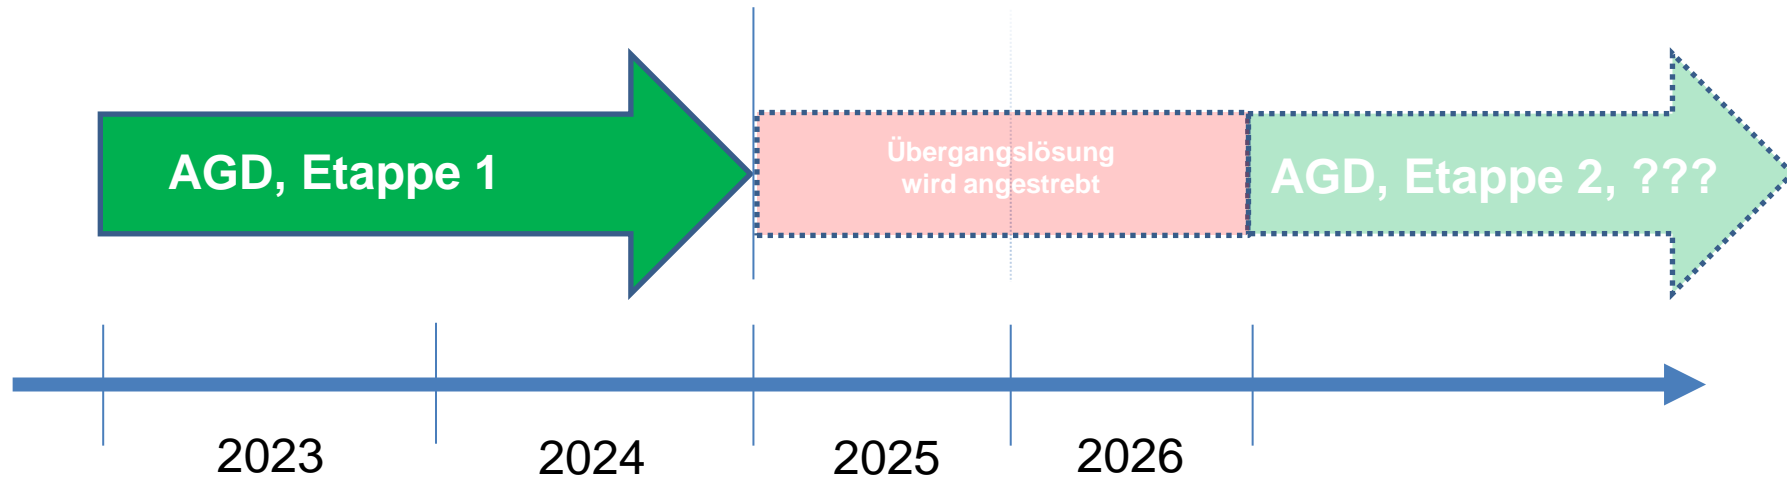 AGD, Etappe 1
Übergangslösung
wird angestrebt
AGD, Etappe 2, ???
2023
2024
2025
2026